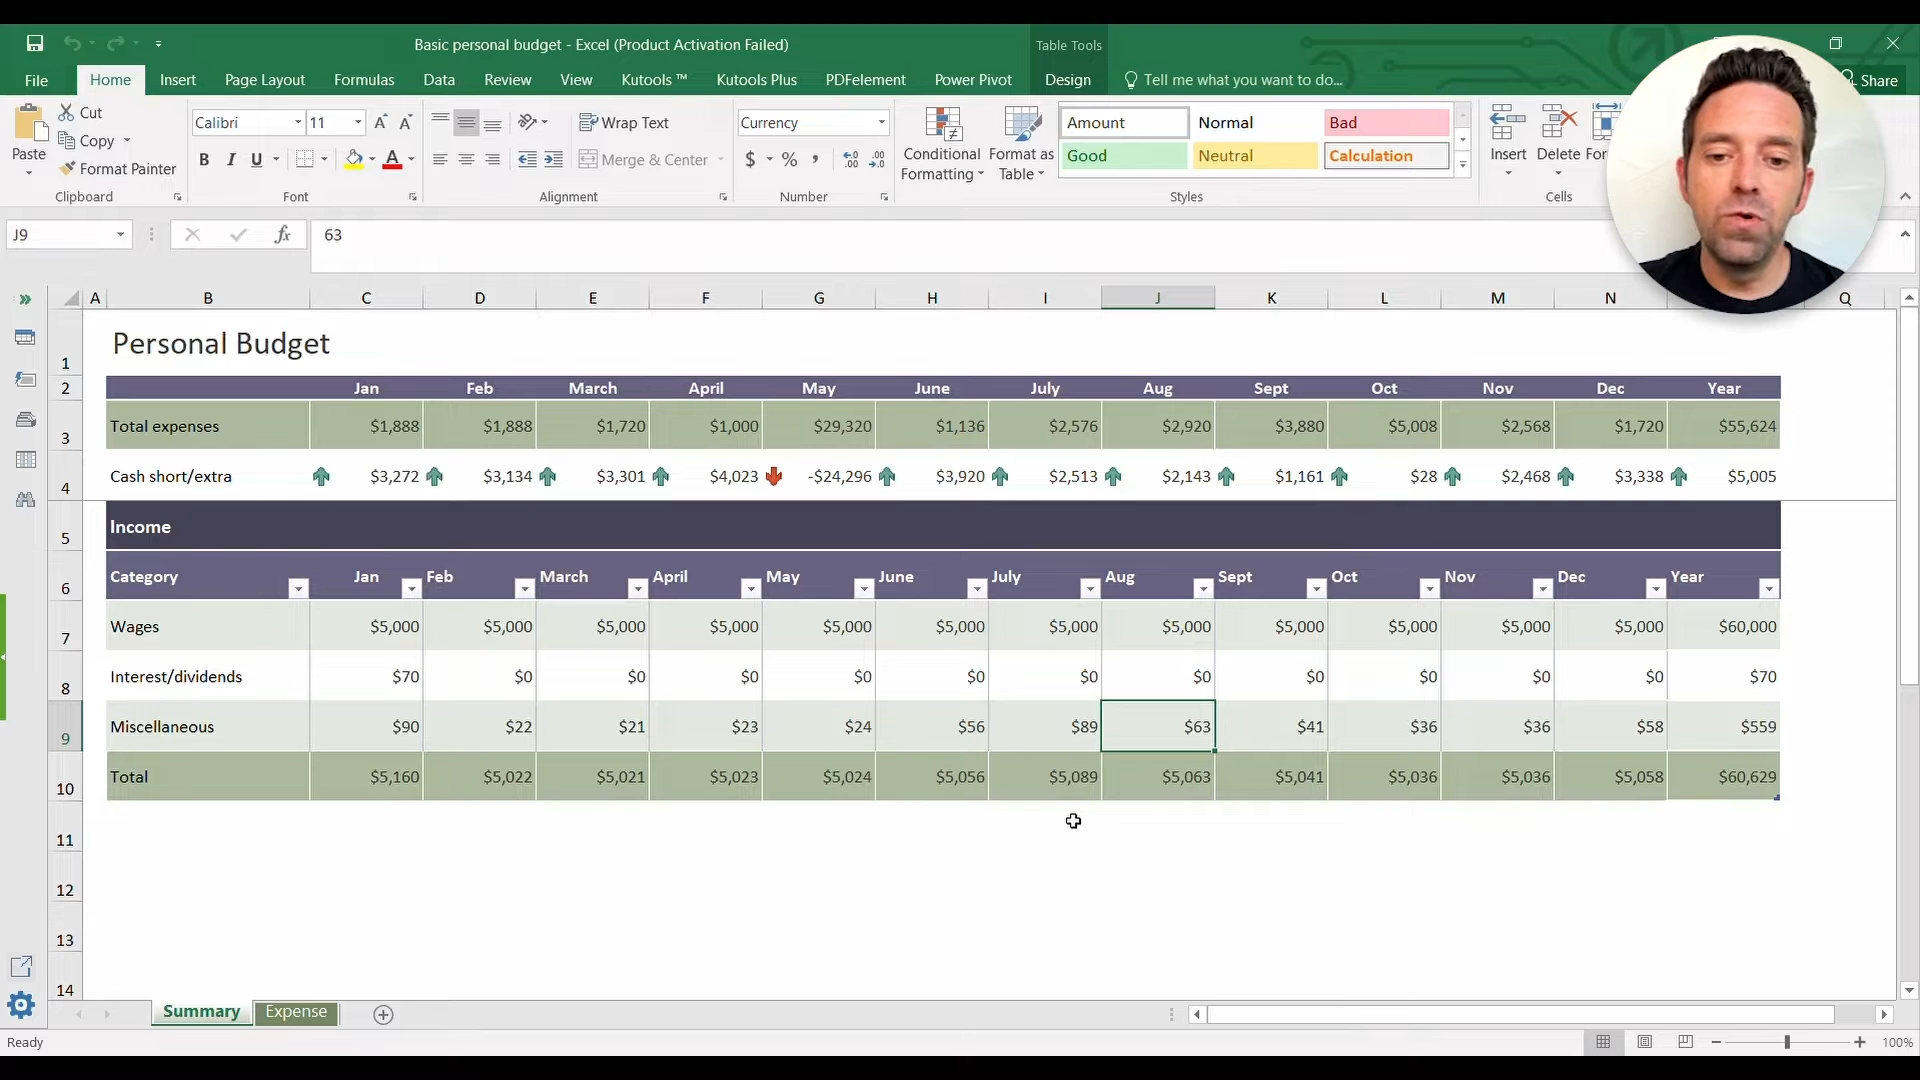 Basic personal budget - Excel (Product Activation Failed)
Table Tools
File Home Insert Page Layout Formulas Data Review View Kutools ™ Kutools Plus PDFelement Power Pivot Design Tell me what you want to do... Share
Paste
Cut
Copy
Format Painter
Clipboard
Calibri 11
B I U
Font
Wrap Text
Merge & Center
Alignment
Currency
$ % ,
Number
Conditional Formatting
Format as Table
Amount Normal Bad
Good Neutral Calculation
Styles
Insert Delete For
Cells
J9 fx 63
A B C D E F G H I J K L M N Q
1 Personal Budget
2 Jan Feb March April May June July Aug Sept Oct Nov Dec Year
3 Total expenses $1,888 $1,888 $1,720 $1,000 $29,320 $1,136 $2,576 $2,920 $3,880 $5,008 $2,568 $1,720 $55,624
4 Cash short/extra $3,272 $3,134 $3,301 $4,023 -$24,296 $3,920 $2,513 $2,143 $1,161 $28 $2,468 $3,338 $5,005
5 Income
6 Category Jan Feb March April May June July Aug Sept Oct Nov Dec Year
7 Wages $5,000 $5,000 $5,000 $5,000 $5,000 $5,000 $5,000 $5,000 $5,000 $5,000 $5,000 $5,000 $60,000
8 Interest/dividends $70 $0 $0 $0 $0 $0 $0 $0 $0 $0 $0 $0 $70
9 Miscellaneous $90 $22 $21 $23 $24 $56 $89 $63 $41 $36 $36 $58 $559
10 Total $5,160 $5,022 $5,021 $5,023 $5,024 $5,056 $5,089 $5,063 $5,041 $5,036 $5,036 $5,058 $60,629
11
12
13
14
Summary Expense
Ready 100%